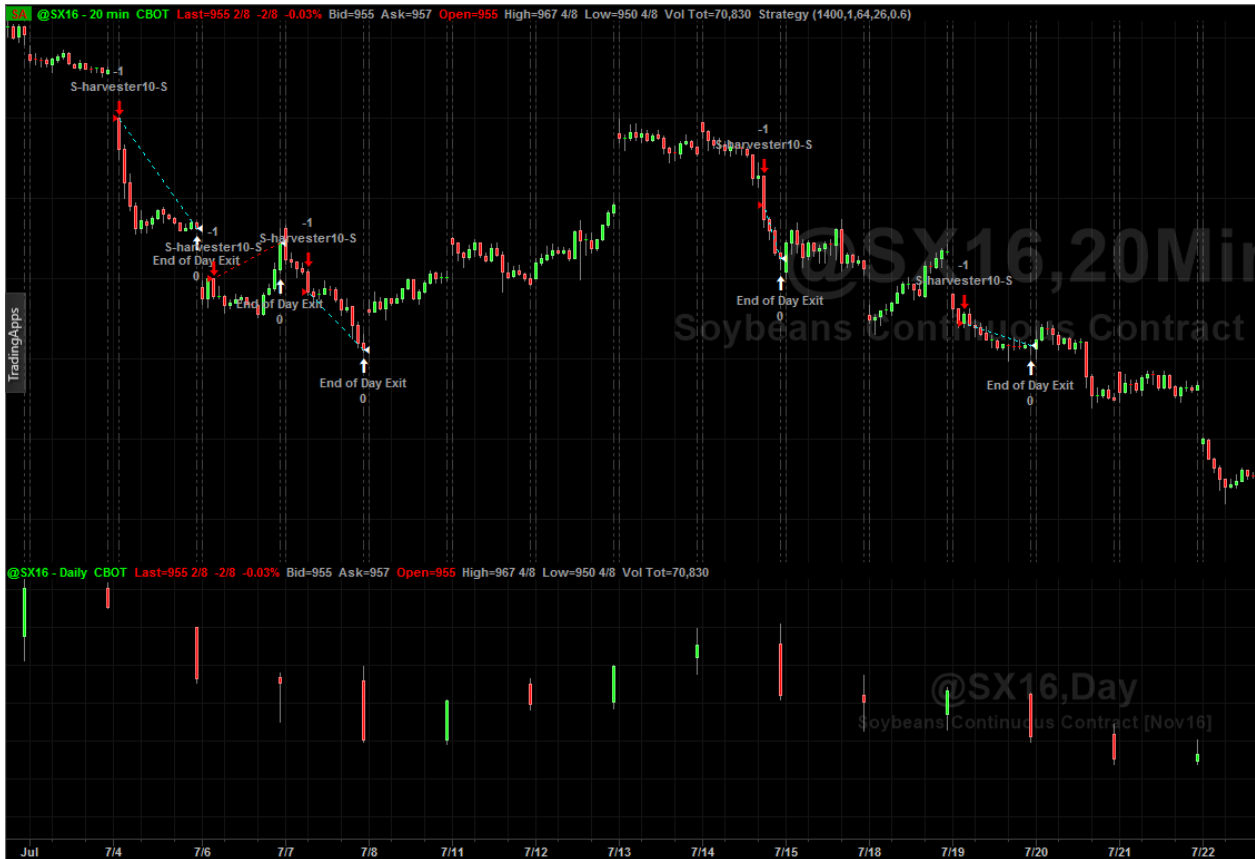 SA @SX16 - 20 min CBOT Last=955 2/8 -2/8 -0.03% Bid=955 Ask=957 Open=955 High=967 4/8 Low=950 4/8 Vol Tot=70,830 Strategy (1400,1,64,26,0.6)
-1
S-harvester10-S
-1
S-harvester10-S
-1
S-harvester10-S
End of Day Exit
0
-1
S-harvester10-S
End of Day Exit
0
@SX16,20Min
Soybeans Continuous Contract
-1
S-harvester10-S
End of Day Exit
0
TradingApps
End of Day Exit
0
End of Day Exit
0
@SX16 - Daily CBOT Last=955 2/8 -2/8 -0.03% Bid=955 Ask=957 Open=955 High=967 4/8 Low=950 4/8 Vol Tot=70,830
@SX16,Day
Soybeans Continuous Contract [Nov16]
Jul 7/4 7/6 7/7 7/8 7/11 7/12 7/13 7/14 7/15 7/18 7/19 7/20 7/21 7/22